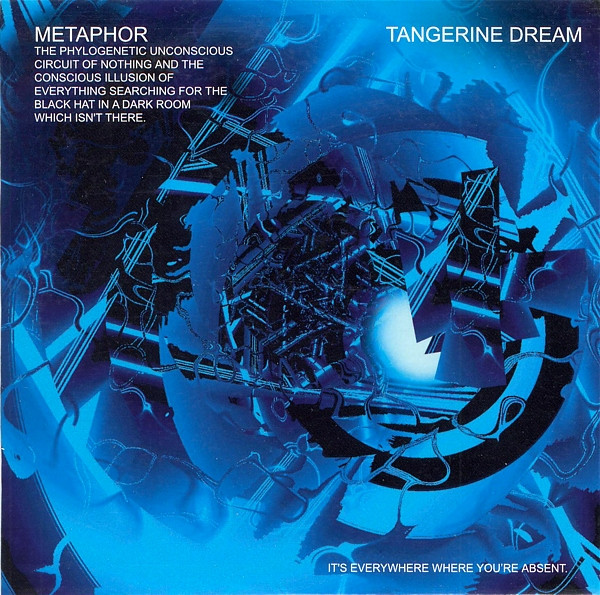 METAPHOR
THE PHYLOGENETIC UNCONSCIOUS
CIRCUIT OF NOTHING AND THE
CONSCIOUS ILLUSION OF
EVERYTHING SEARCHING FOR THE
BLACK HAT IN A DARK ROOM
WHICH ISN'T THERE.
TANGERINE DREAM
IT'S EVERYWHERE WHERE YOU'RE ABSENT.